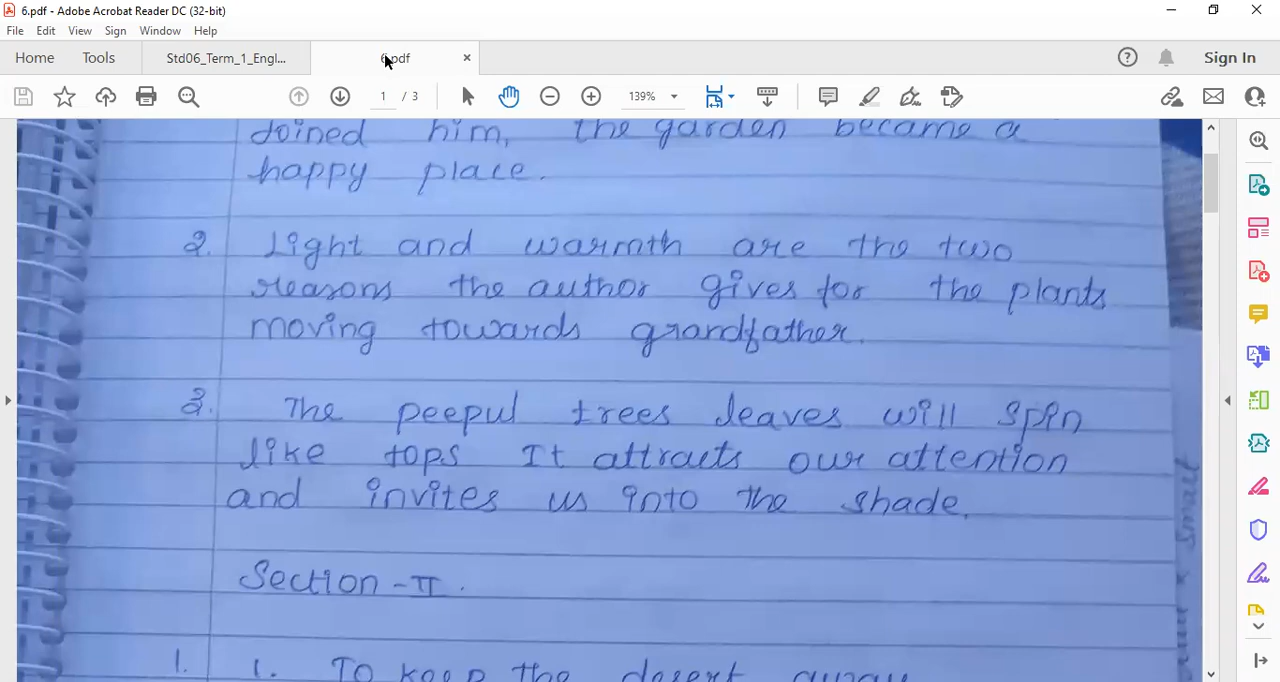 6.pdf - Adobe Acrobat Reader DC (32-bit)
File Edit View Sign Window Help
Home Tools Std06_Term_1_Engl... 6.pdf × Sign In
1 / 3 139%
Joined him, the garden became a
happy place.
2. Light and warmth are the two
reasons the author gives for the plants
moving towards grandfather.
3. The peepul trees leaves will spin
like tops It attracts our attention
and invites us into the shade.
Section - II.
1. 1. To keep the desert away